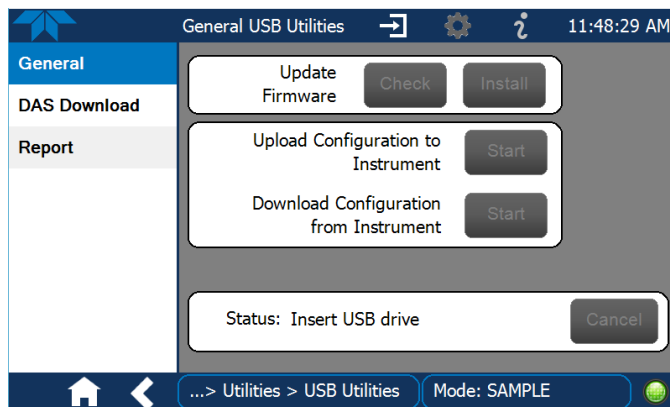 General USB Utilities
11:48:29 AM
General
DAS Download
Report
Update
Firmware
Check
Install
Upload Configuration to
Instrument
Start
Download Configuration
from Instrument
Start
Status: Insert USB drive
Cancel
...> Utilities > USB Utilities
Mode: SAMPLE